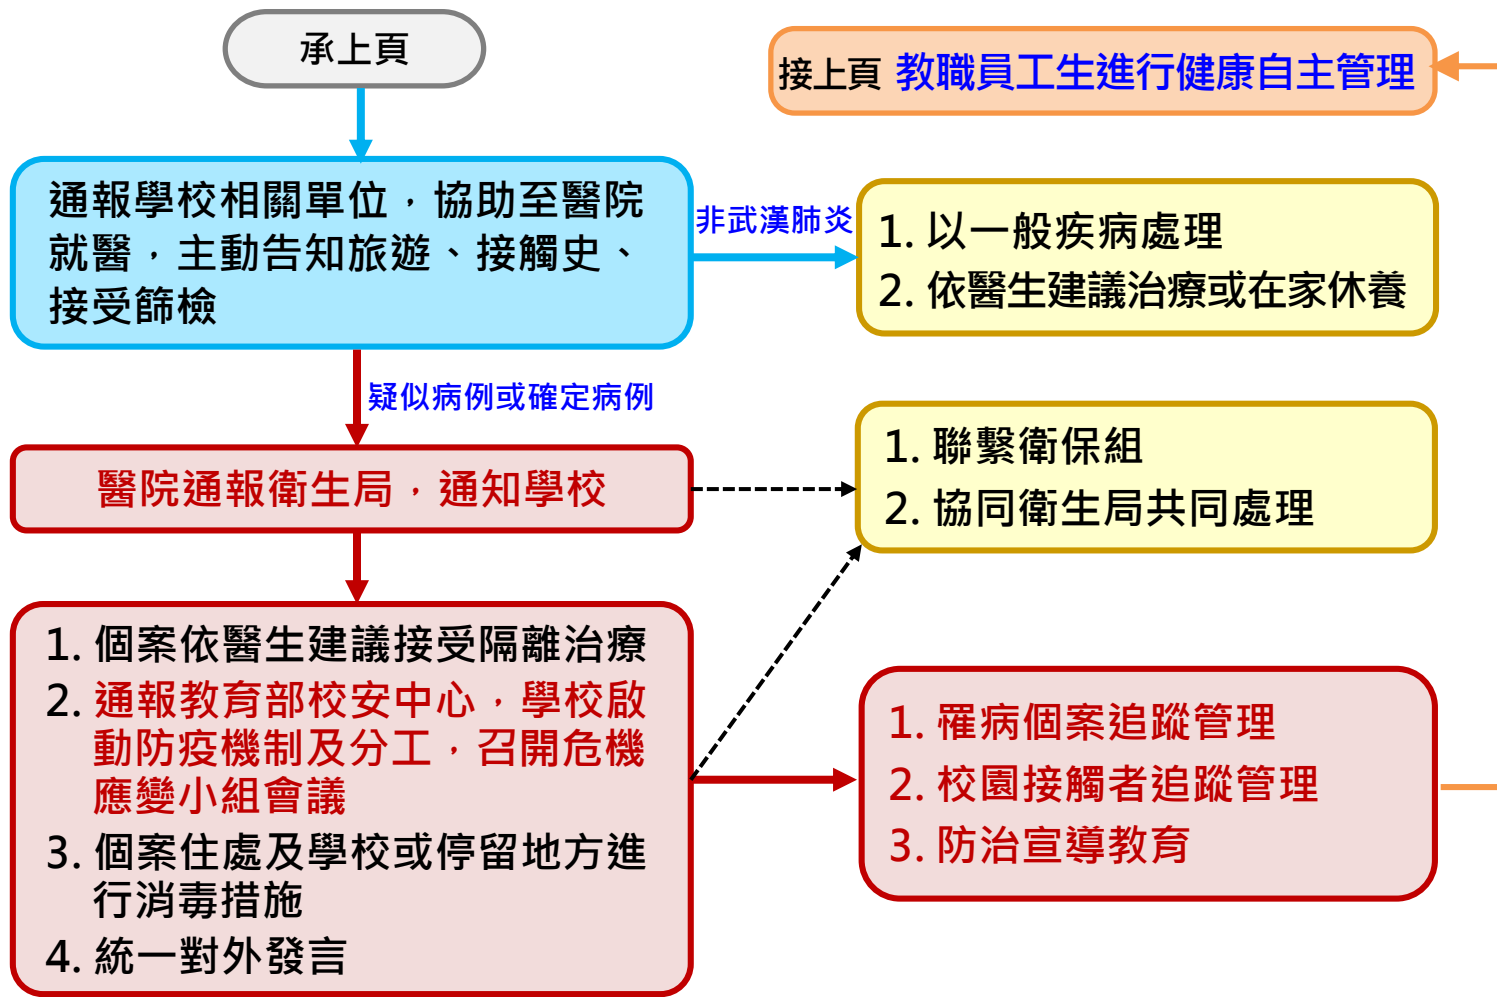 承上頁
接上頁 教職員工生進行健康自主管理
通報學校相關單位，協助至醫院
就醫，主動告知旅遊、接觸史、
接受篩檢
非武漢肺炎
1. 以一般疾病處理
2. 依醫生建議治療或在家休養
疑似病例或確定病例
醫院通報衛生局，通知學校
1. 聯繫衛保組
2. 協同衛生局共同處理
1. 個案依醫生建議接受隔離治療
2. 通報教育部校安中心，學校啟
動防疫機制及分工，召開危機
應變小組會議
3. 個案住處及學校或停留地方進
行消毒措施
4. 統一對外發言
1. 罹病個案追蹤管理
2. 校園接觸者追蹤管理
3. 防治宣導教育